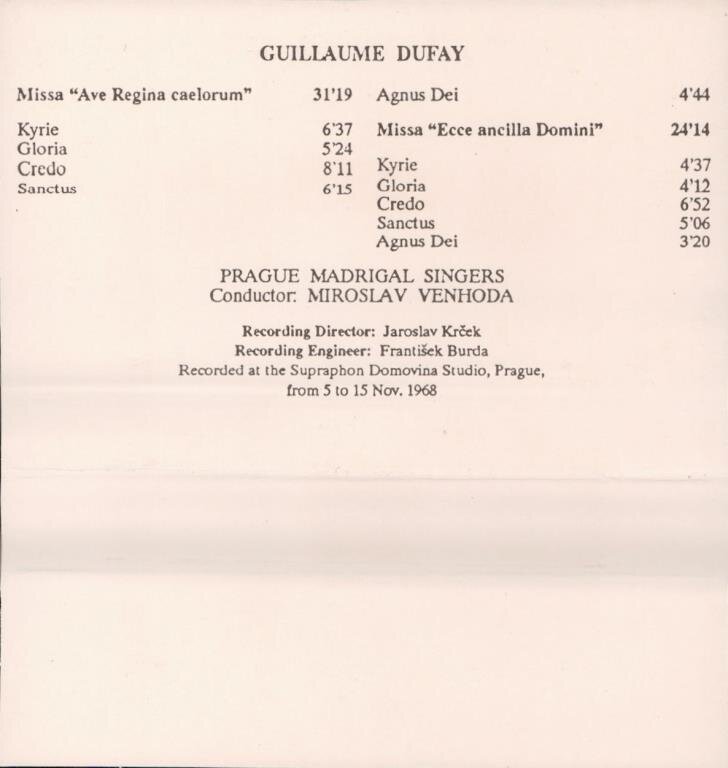 GUILLAUME DUFAY
Missa "Ave Regina caelorum" 31'19
Kyrie 6'37
Gloria 5'24
Credo 8'11
Sanctus 6'15
Agnus Dei 4'44
Missa "Ecce ancilla Domini" 24'14
Kyrie 4'37
Gloria 4'12
Credo 6'52
Sanctus 5'06
Agnus Dei 3'20
PRAGUE MADRIGAL SINGERS
Conductor: MIROSLAV VENHODA
Recording Director: Jaroslav Krček
Recording Engineer: František Burda
Recorded at the Supraphon Domovina Studio, Prague,
from 5 to 15 Nov. 1968